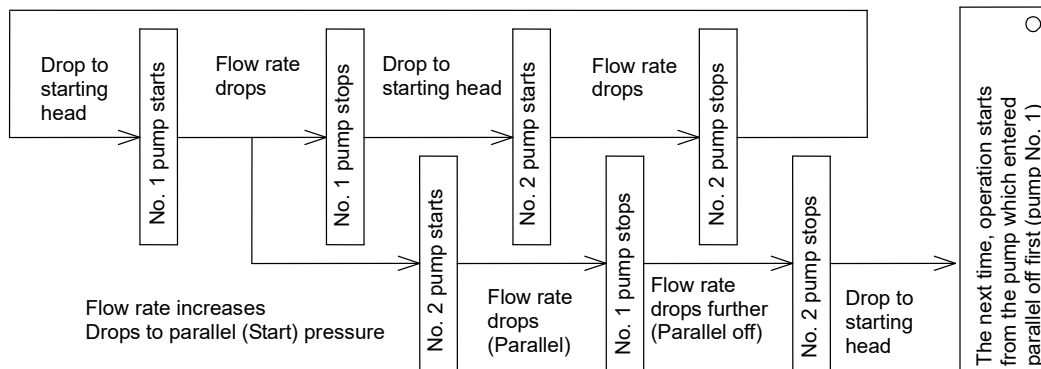 Drop to
starting
head
No. 1 pump starts
Flow rate
drops
No. 1 pump stops
Drop to
starting head
No. 2 pump starts
Flow rate
drops
No. 2 pump stops
Flow rate increases
Drops to parallel (Start) pressure
No. 2 pump starts
Flow rate
drops
(Parallel)
No. 1 pump stops
Flow rate
drops further
(Parallel off)
No. 2 pump stops
Drop to
starting
head
The next time, operation starts
from the pump which entered
parallel off first (pump No. 1)